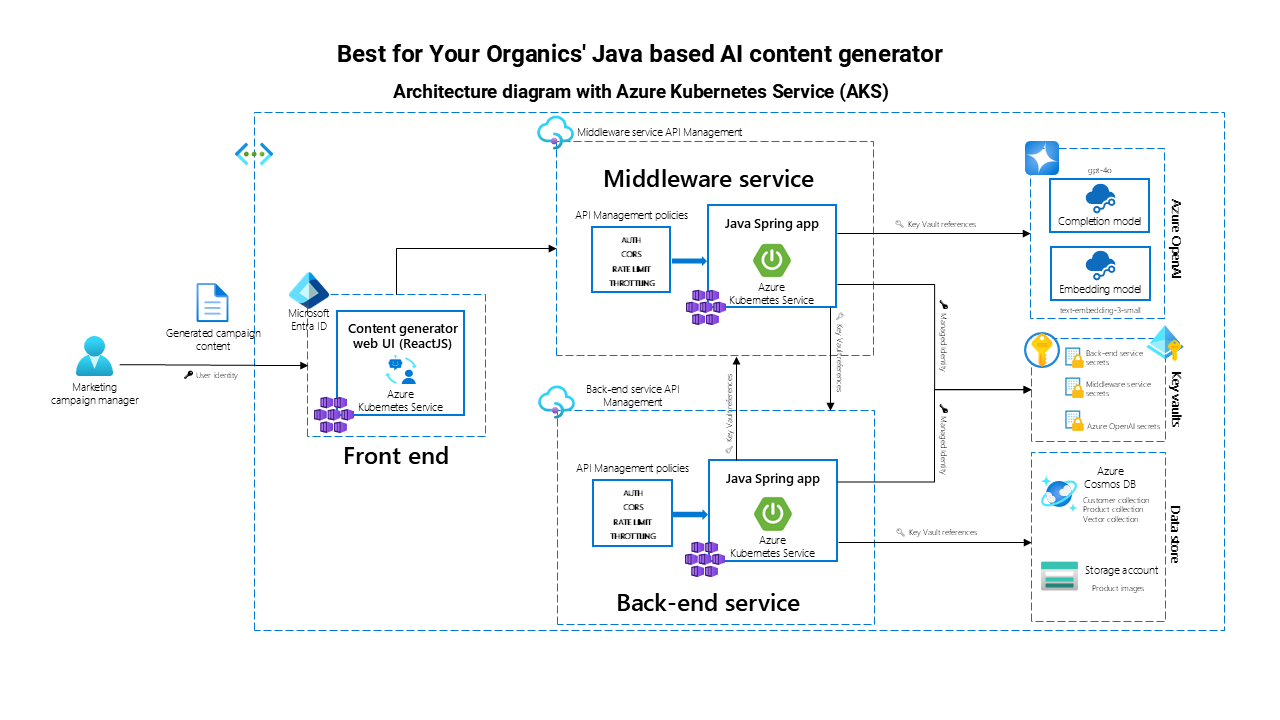 Best for Your Organics' Java based AI content generator
Architecture diagram with Azure Kubernetes Service (AKS)
Middleware service API Management
Middleware service
API Management policies
AUTH
CORS
RATE LIMIT
THROTTLING
Java Spring app
Azure
Kubernetes Service
Key Vault references
gpt-4o
Completion model
Embedding model
text-embedding-3-small
Azure OpenAI
Generated campaign
content
Microsoft
Entra ID
Content generator
web UI (ReactJS)
Azure
Kubernetes Service
Front end
Marketing
campaign manager
User identity
Key Vault references
Key Vault references
Managed identity
Managed identity
Back-end service
secrets
Middleware service
secrets
Azure OpenAI secrets
Key vaults
Back-end service API
Management
API Management policies
AUTH
CORS
RATE LIMIT
THROTTLING
Java Spring app
Azure
Kubernetes Service
Back-end service
Key Vault references
Azure
Cosmos DB
Customer collection
Product collection
Vector collection
Storage account
Product images
Data store